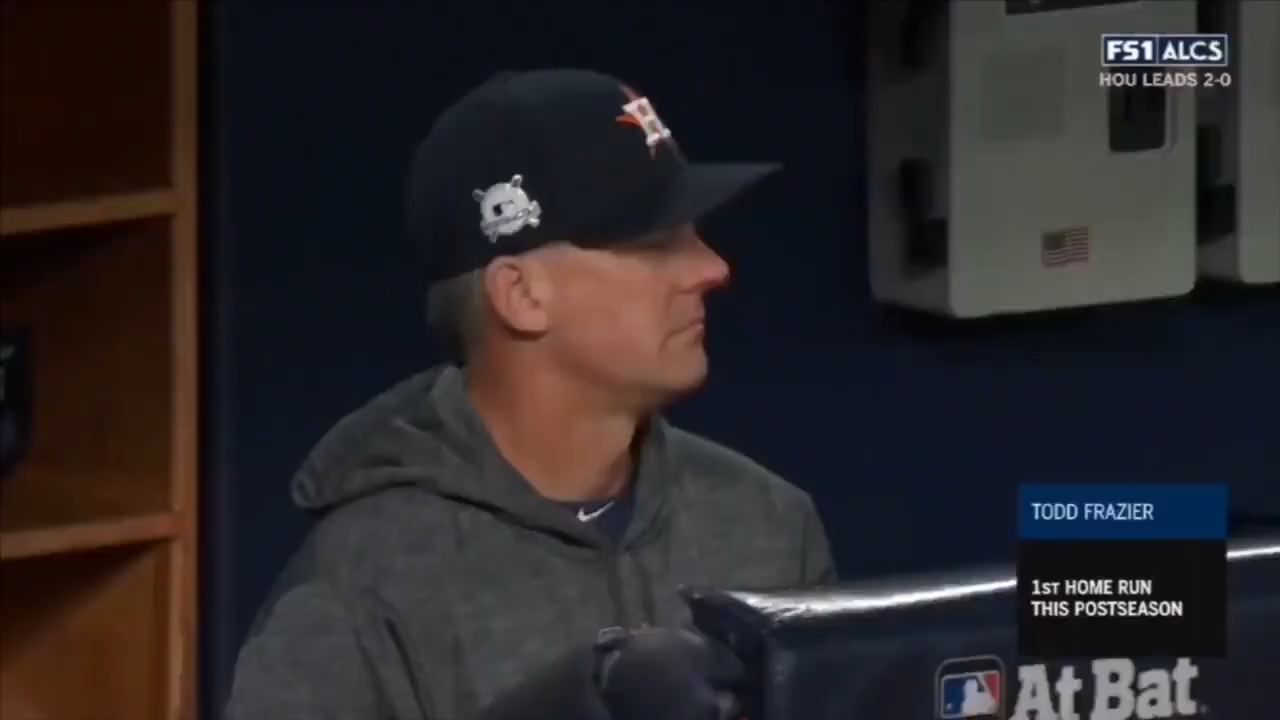 FS1 ALCS
HOU LEADS 2-0
H
TODD FRAZIER
1ST HOME RUN
THIS POSTSEASON
At Bat